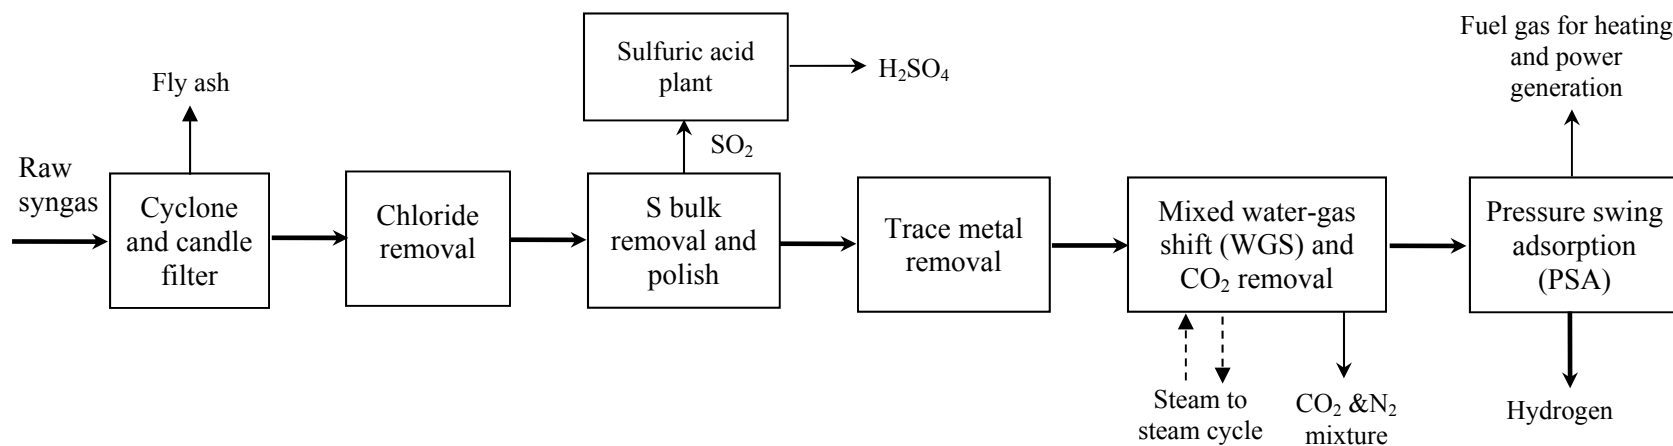 Raw
syngas
Fly ash
Cyclone
and candle
filter
Chloride
removal
Sulfuric acid
plant
H₂SO₄
SO₂
S bulk
removal and
polish
Trace metal
removal
Mixed water-gas
shift (WGS) and
CO₂ removal
Steam to
steam cycle
CO₂ &N₂
mixture
Fuel gas for heating
and power
generation
Pressure swing
adsorption
(PSA)
Hydrogen